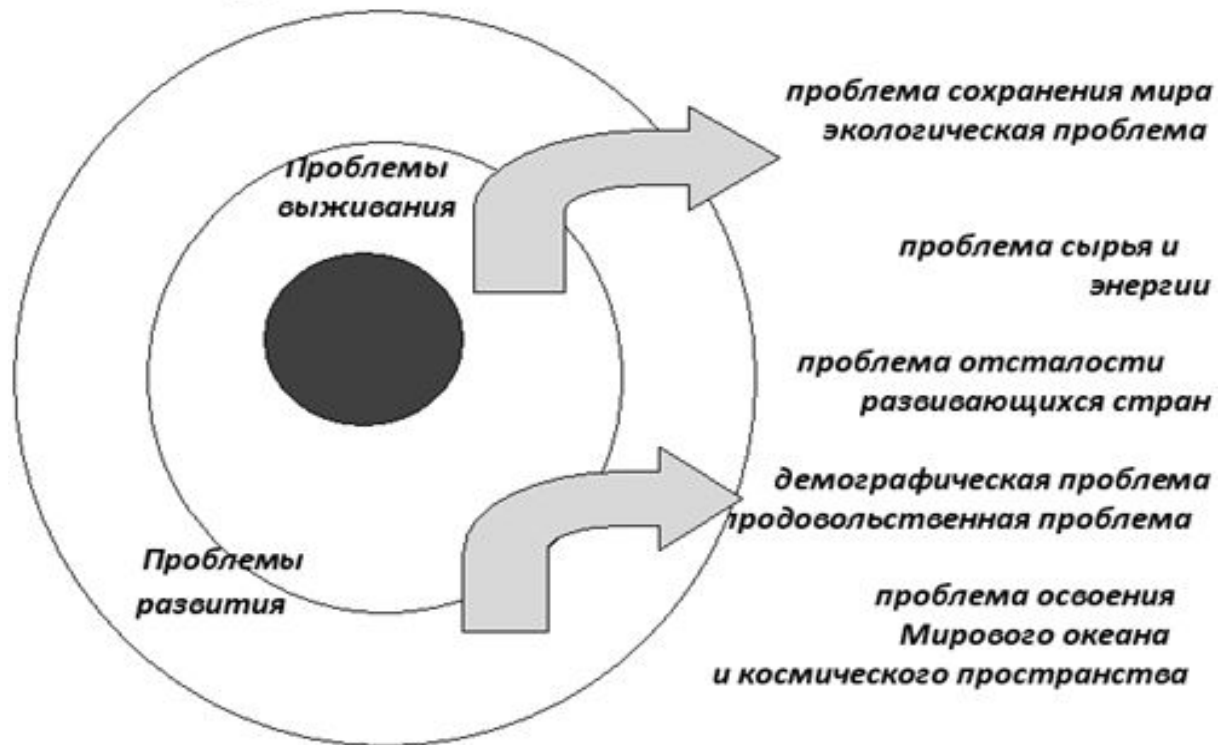 Проблемы
выживания
Проблемы
развития
проблема сохранения мира
экологическая проблема
проблема сырья и
энергии
проблема отсталости
развивающихся стран
демографическая проблема
продовольственная проблема
проблема освоения
Мирового океана
и космического пространства